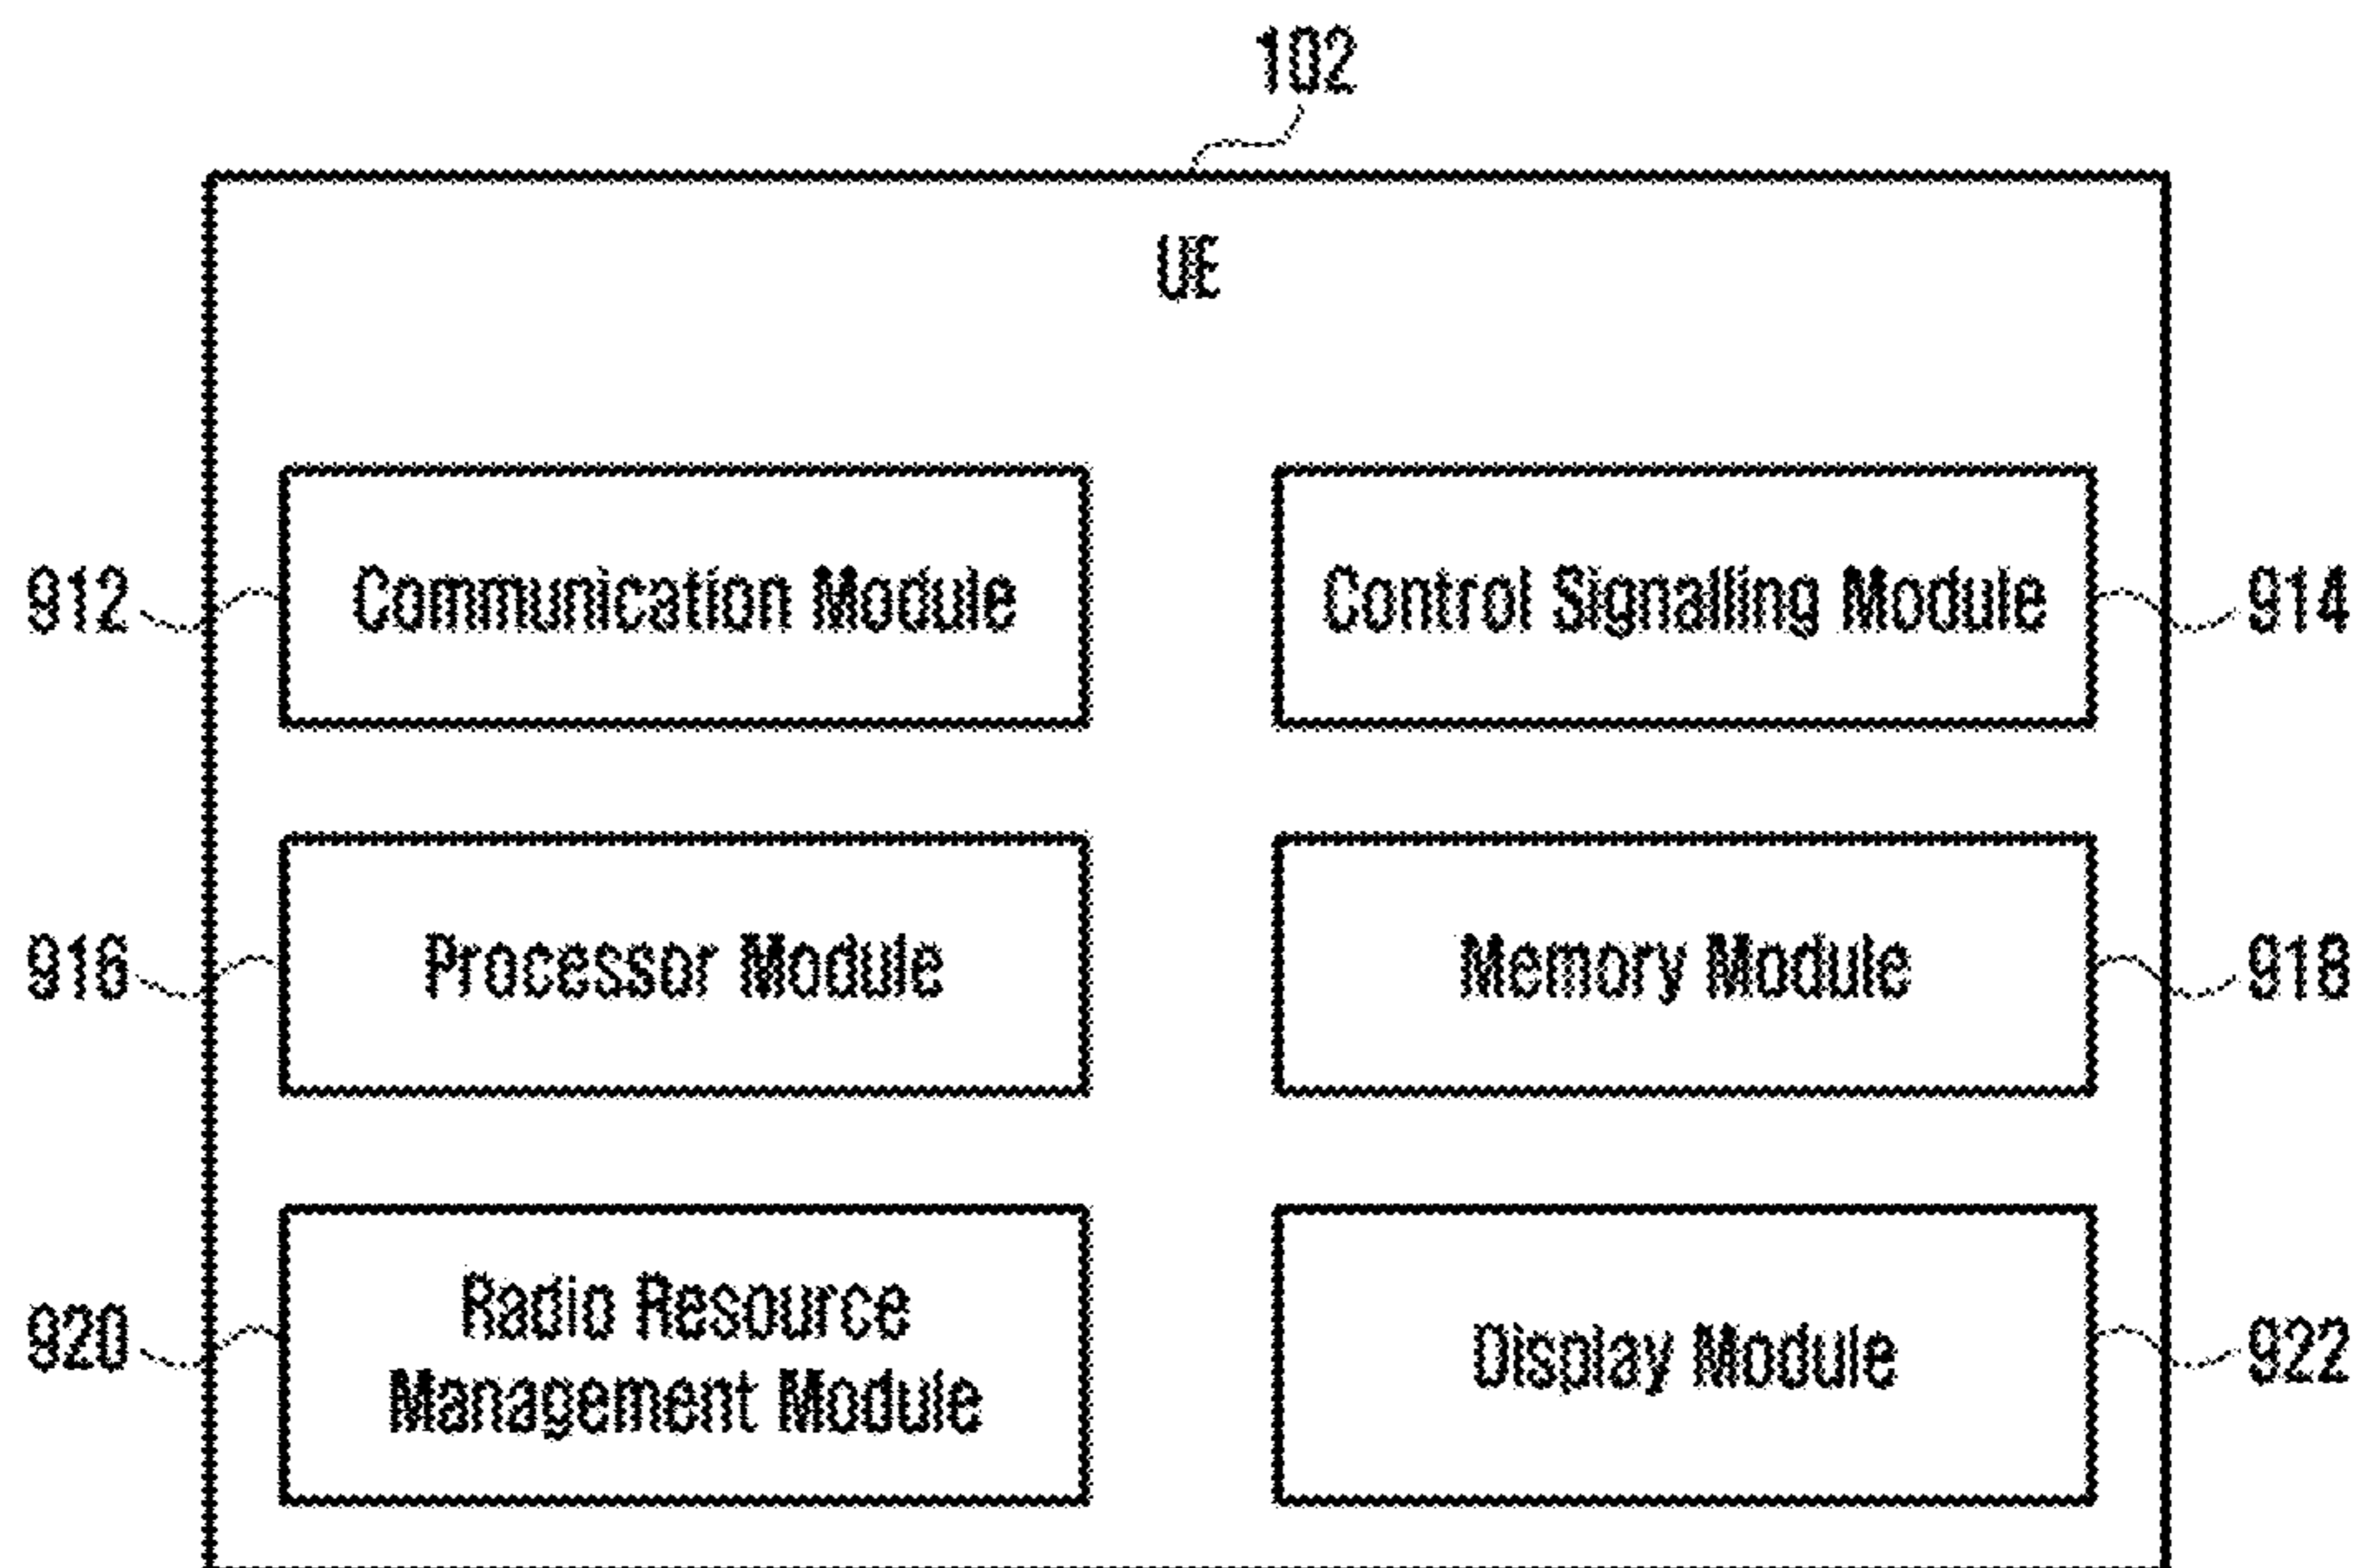 102
UE
912
Communication Module
Control Signalling Module
914
916
Processor Module
Memory Module
918
920
Radio Resource
Management Module
Display Module
922